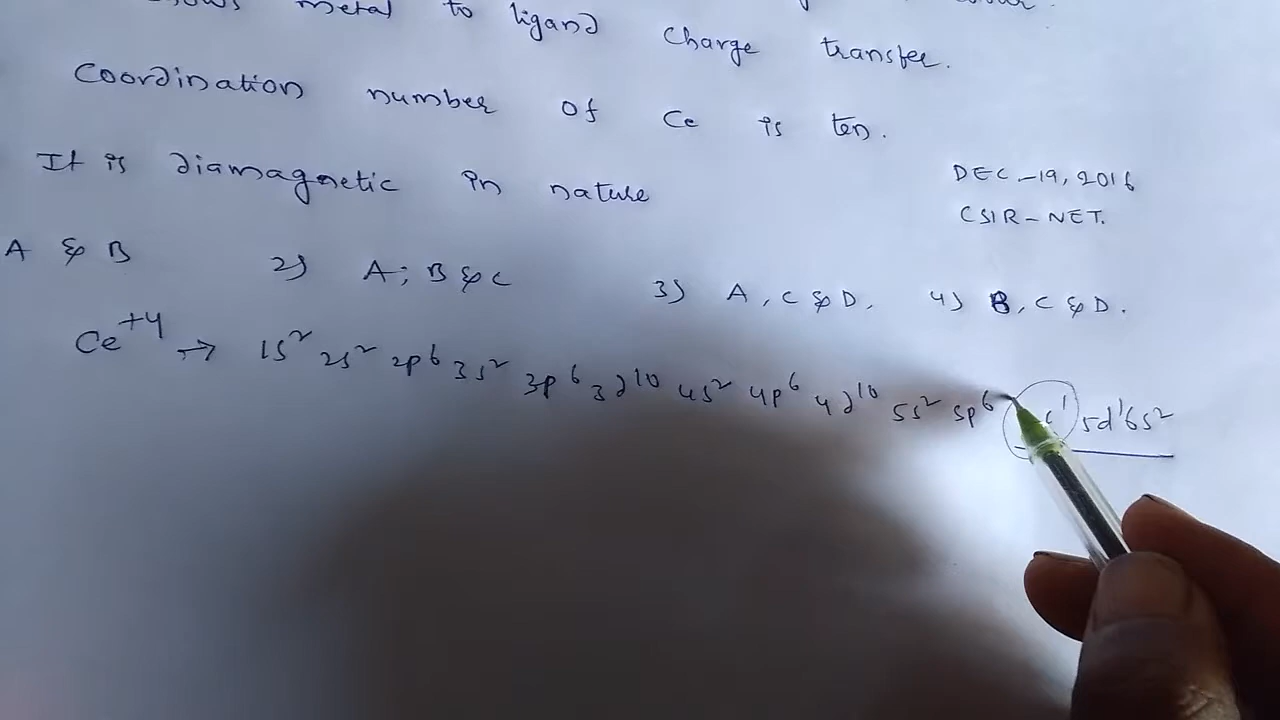 metal to ligand charge transfer.
Coordination number of Ce is ten.
It is diamagnetic in nature
DEC-19, 2016
CSIR-NET.
A & B 2) A, B & C 3) A, C & D, 4) B, C & D.
Ce⁺⁴ → 1s² 2s² 2p⁶ 3s² 3p⁶ 3d¹⁰ 4s² 4p⁶ 4d¹⁰ 5s² 5p⁶ 5d¹ 6s²